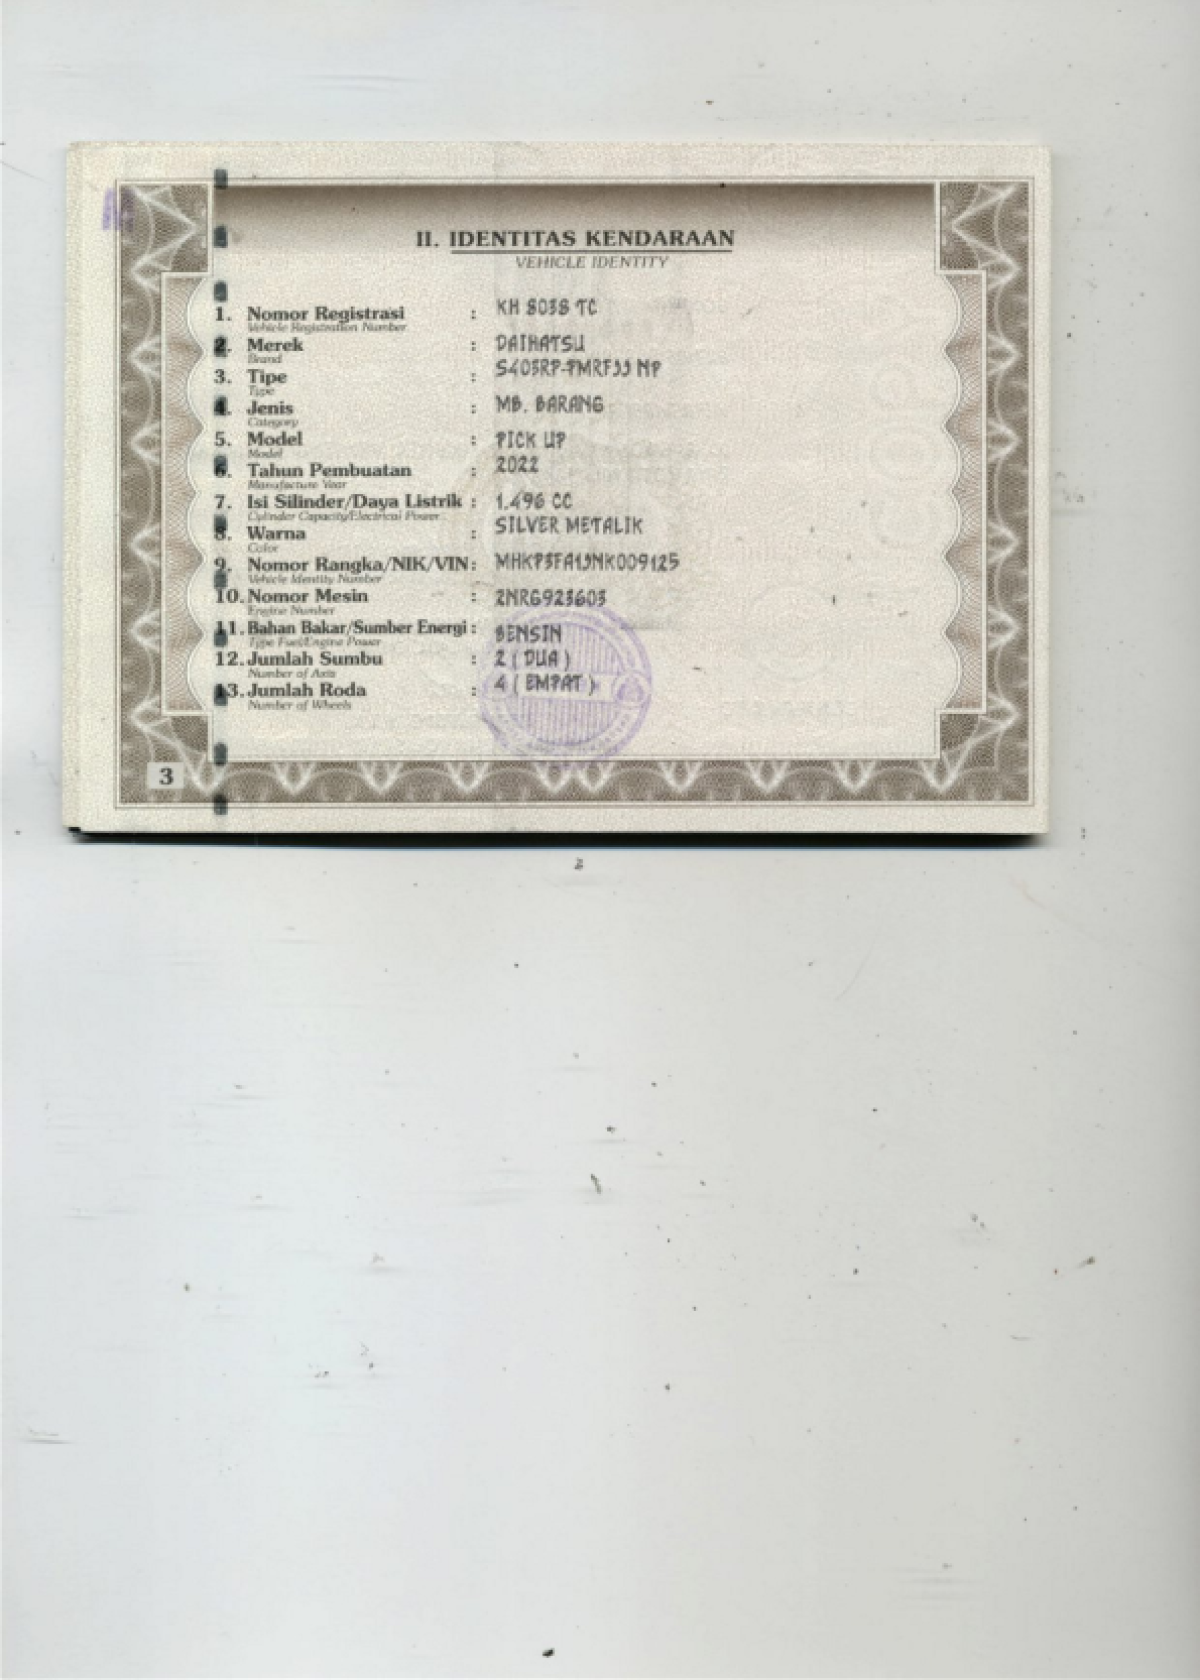 II. IDENTITAS KENDARAAN
VEHICLE IDENTITY
1. Nomor Registrasi : KH 8038 TC
Vehicle Registration Number
2. Merek : DAIHATSU
Brand
3. Tipe : S403RP-PMRFJJ NP
Type
4. Jenis : MB. BARANG
Category
5. Model : PICK UP
Model
6. Tahun Pembuatan : 2022
Manufacture Year
7. Isi Silinder/Daya Listrik : 1.496 CC
Cylinder Capacity/Electrical Power
8. Warna : SILVER METALIK
Color
9. Nomor Rangka/NIK/VIN : MHKP3FA1JNK009125
Vehicle Identity Number
10. Nomor Mesin : 2NRG923603
Engine Number
11. Bahan Bakar/Sumber Energi : BENSIN
Type Fuel/Engine Power
12. Jumlah Sumbu : 2 ( DUA )
Number of Axis
13. Jumlah Roda : 4 ( EMPAT )
Number of Wheels
3